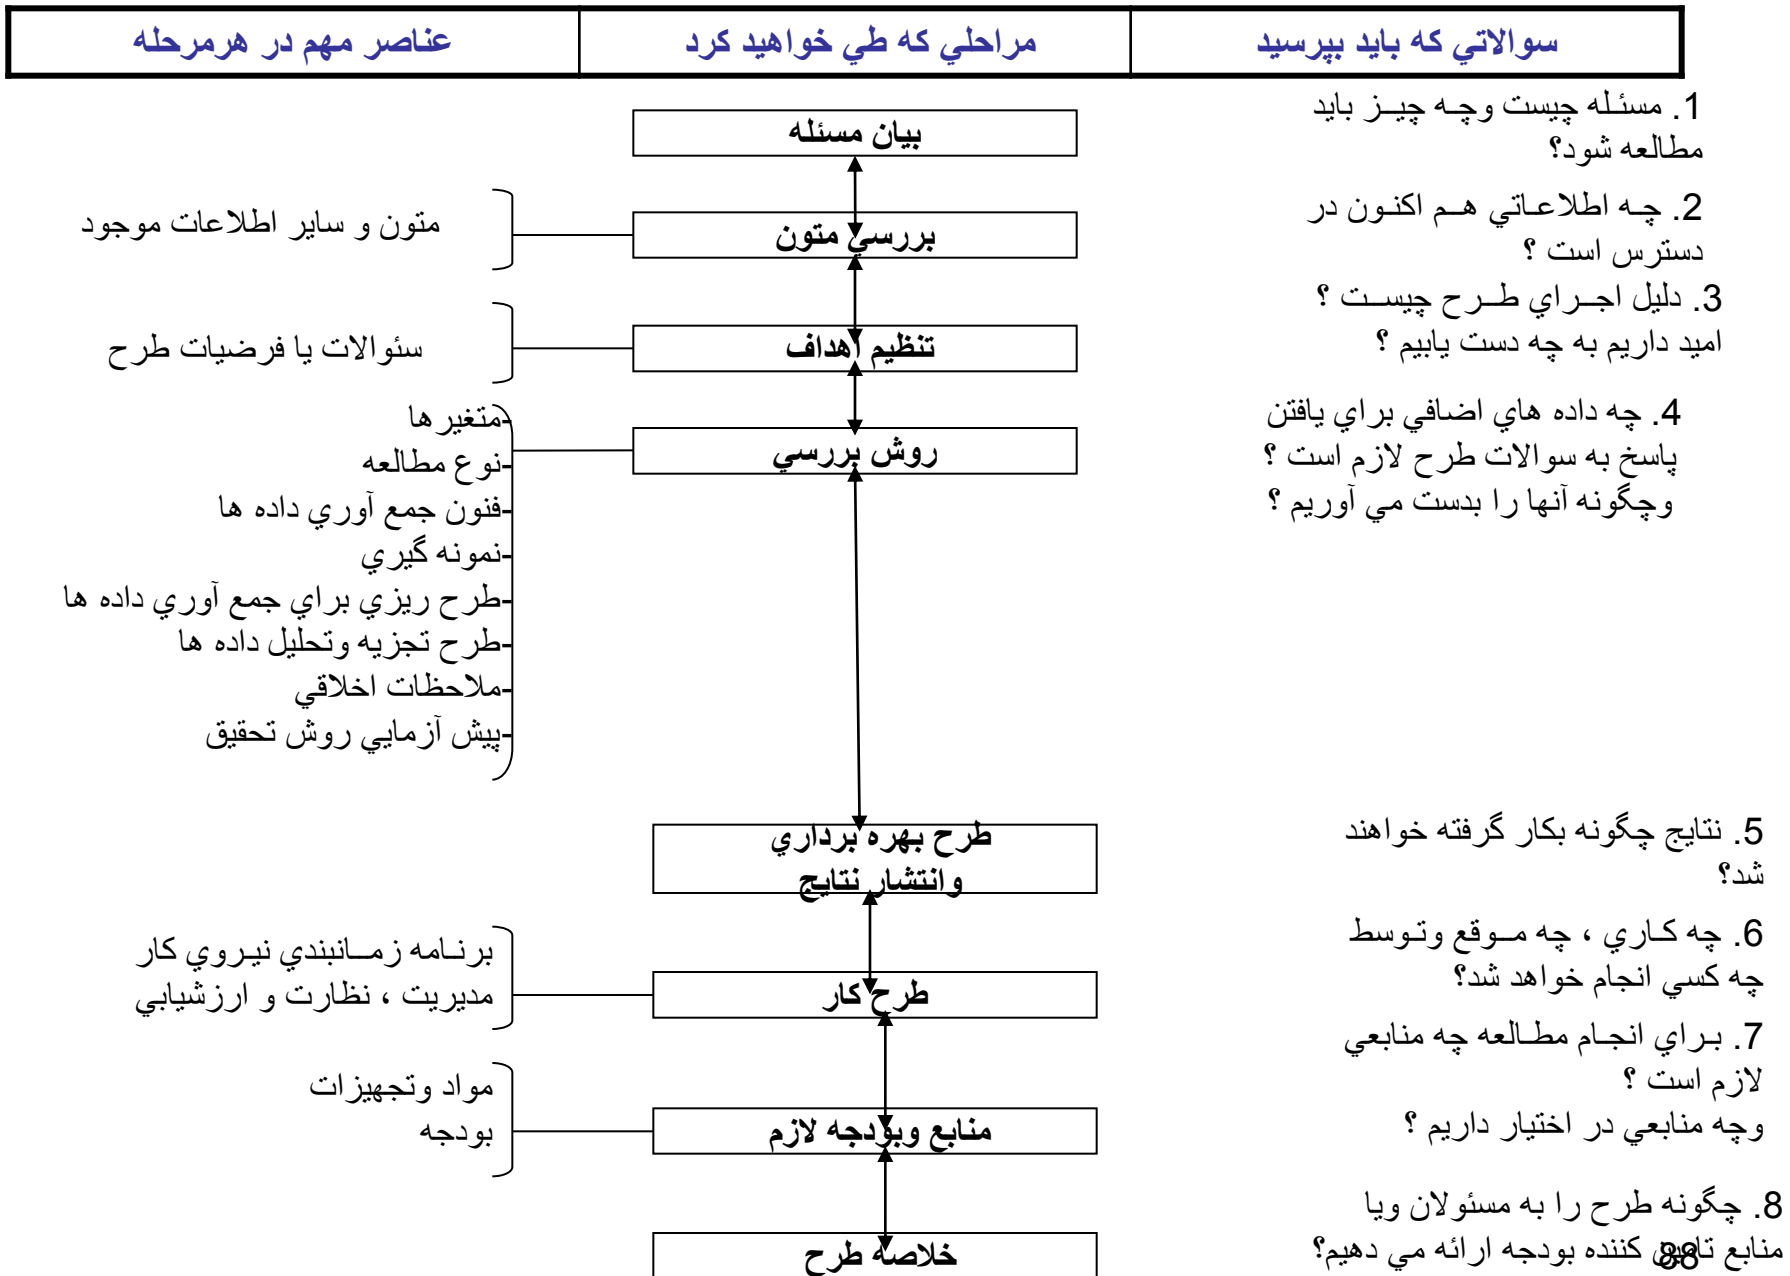 سوالاتي که بايد بپرسيد
مراحلي که طي خواهيد کرد
عناصر مهم در هرمرحله
1. مسئله چيست وچه چيز بايد
مطالعه شود؟
بيان مسئله
2. چه اطلاعاتي هم اکنون در
دسترس است ؟
بررسي متون
متون و ساير اطلاعات موجود
3. دليل اجراي طرح چيست ؟
اميد داريم به چه دست يابيم ؟
تنظيم اهداف
سئوالات يا فرضيات طرح
4. چه داده هاي اضافي براي يافتن
پاسخ به سوالات طرح لازم است ؟
وچگونه آنها را بدست مي آوريم ؟
روش بررسي
-متغيرها
-نوع مطالعه
-فنون جمع آوري داده ها
-نمونه گيري
-طرح ريزي براي جمع آوري داده ها
-طرح تجزيه وتحليل داده ها
-ملاحظات اخلاقي
-پيش آزمايي روش تحقيق
5. نتايج چگونه بکار گرفته خواهند
شد؟
طرح بهره برداري
وانتشار نتايج
6. چه کاري ، چه موقع وتوسط
چه کسي انجام خواهد شد؟
طرح کار
برنامه زمانبندي نيروي کار
مديريت ، نظارت و ارزشيابي
7. براي انجام مطالعه چه منابعي
لازم است ؟
وچه منابعي در اختيار داريم ؟
منابع وبودجه لازم
مواد وتجهيزات
بودجه
8. چگونه طرح را به مسئولان ويا
منابع تامين کننده بودجه ارائه مي دهيم؟
خلاصه طرح
88